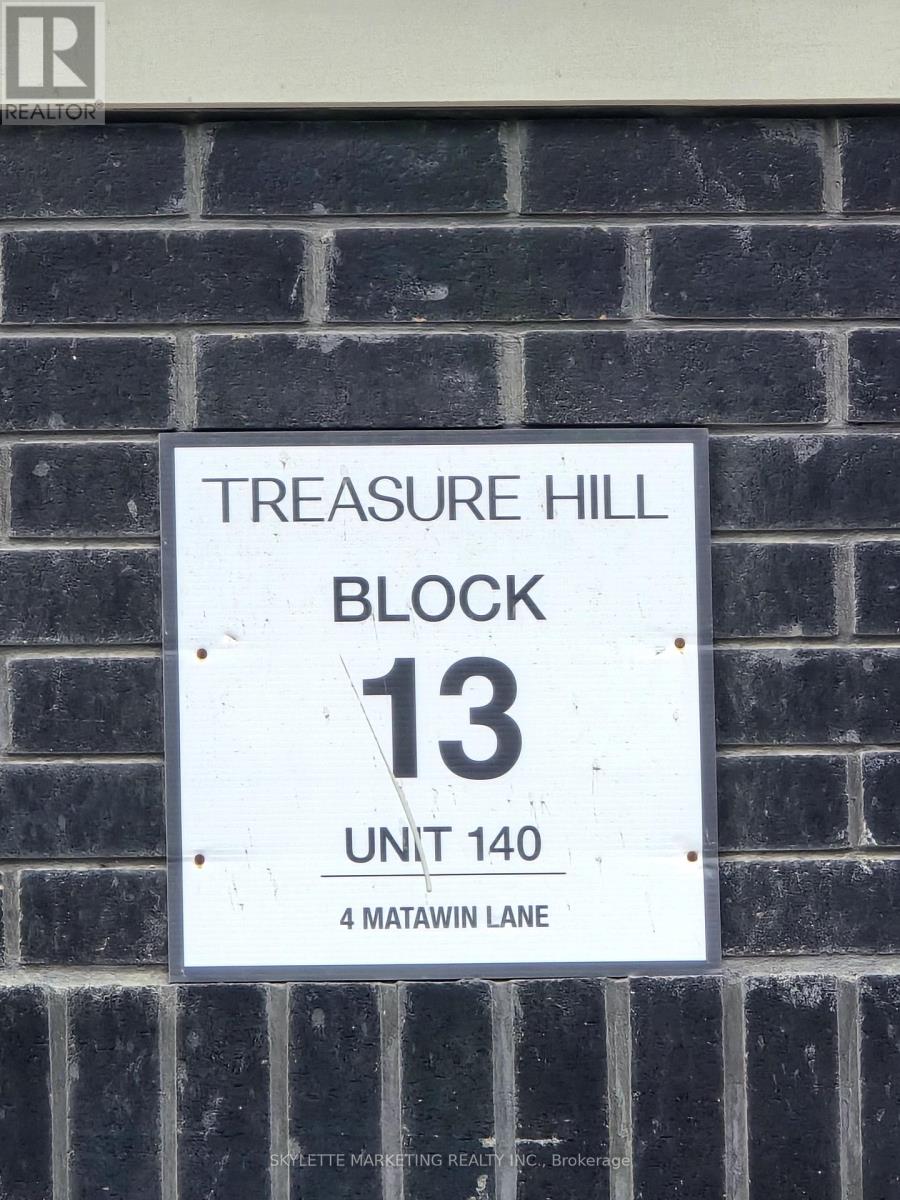 REALTOR®
TREASURE HILL
BLOCK
13
UNIT 140
4 MATAWIN LANE
SKYLETTE MARKETING REALTY INC., Brokerage